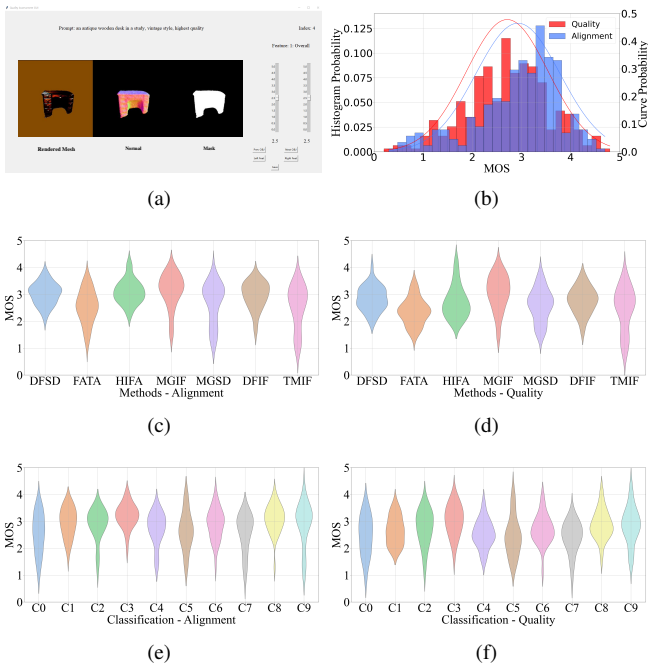 Prompt: an antique wooden desk in a study, vintage style, highest quality
Index: 4
Feature: 1: Overall
Rendered Mesh
Normal
Mask
2.5
2.5
(a)
Quality
Alignment
Histogram Probability
0.125
0.100
0.075
0.050
0.025
0.000
0.5
0.4
0.3
0.2
0.1
0.0
Curve Probability
0 1 2 3 4 5
MOS
(b)
MOS
5
4
3
2
1
0
DFSD FATA HIFA MGIF MGSD DFIF TMIF
Methods - Alignment
(c)
MOS
5
4
3
2
1
0
DFSD FATA HIFA MGIF MGSD DFIF TMIF
Methods - Quality
(d)
MOS
5
4
3
2
1
0
C0 C1 C2 C3 C4 C5 C6 C7 C8 C9
Classification - Alignment
(e)
MOS
5
4
3
2
1
0
C0 C1 C2 C3 C4 C5 C6 C7 C8 C9
Classification - Quality
(f)